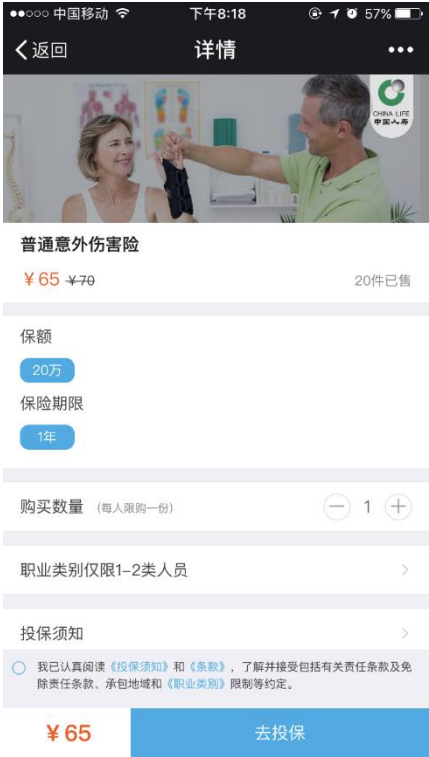 中国移动 下午8:18 57%
返回 详情
CHINA LIFE
中国人寿
普通意外伤害险
¥65 ¥70 20件已售
保额
20万
保险期限
1年
购买数量 (每人限购一份) 1
职业类别仅限1-2类人员
投保须知
我已认真阅读《投保须知》和《条款》，了解并接受包括有关责任条款及免
除责任条款、承包地域和《职业类别》限制等约定。
¥65 去投保